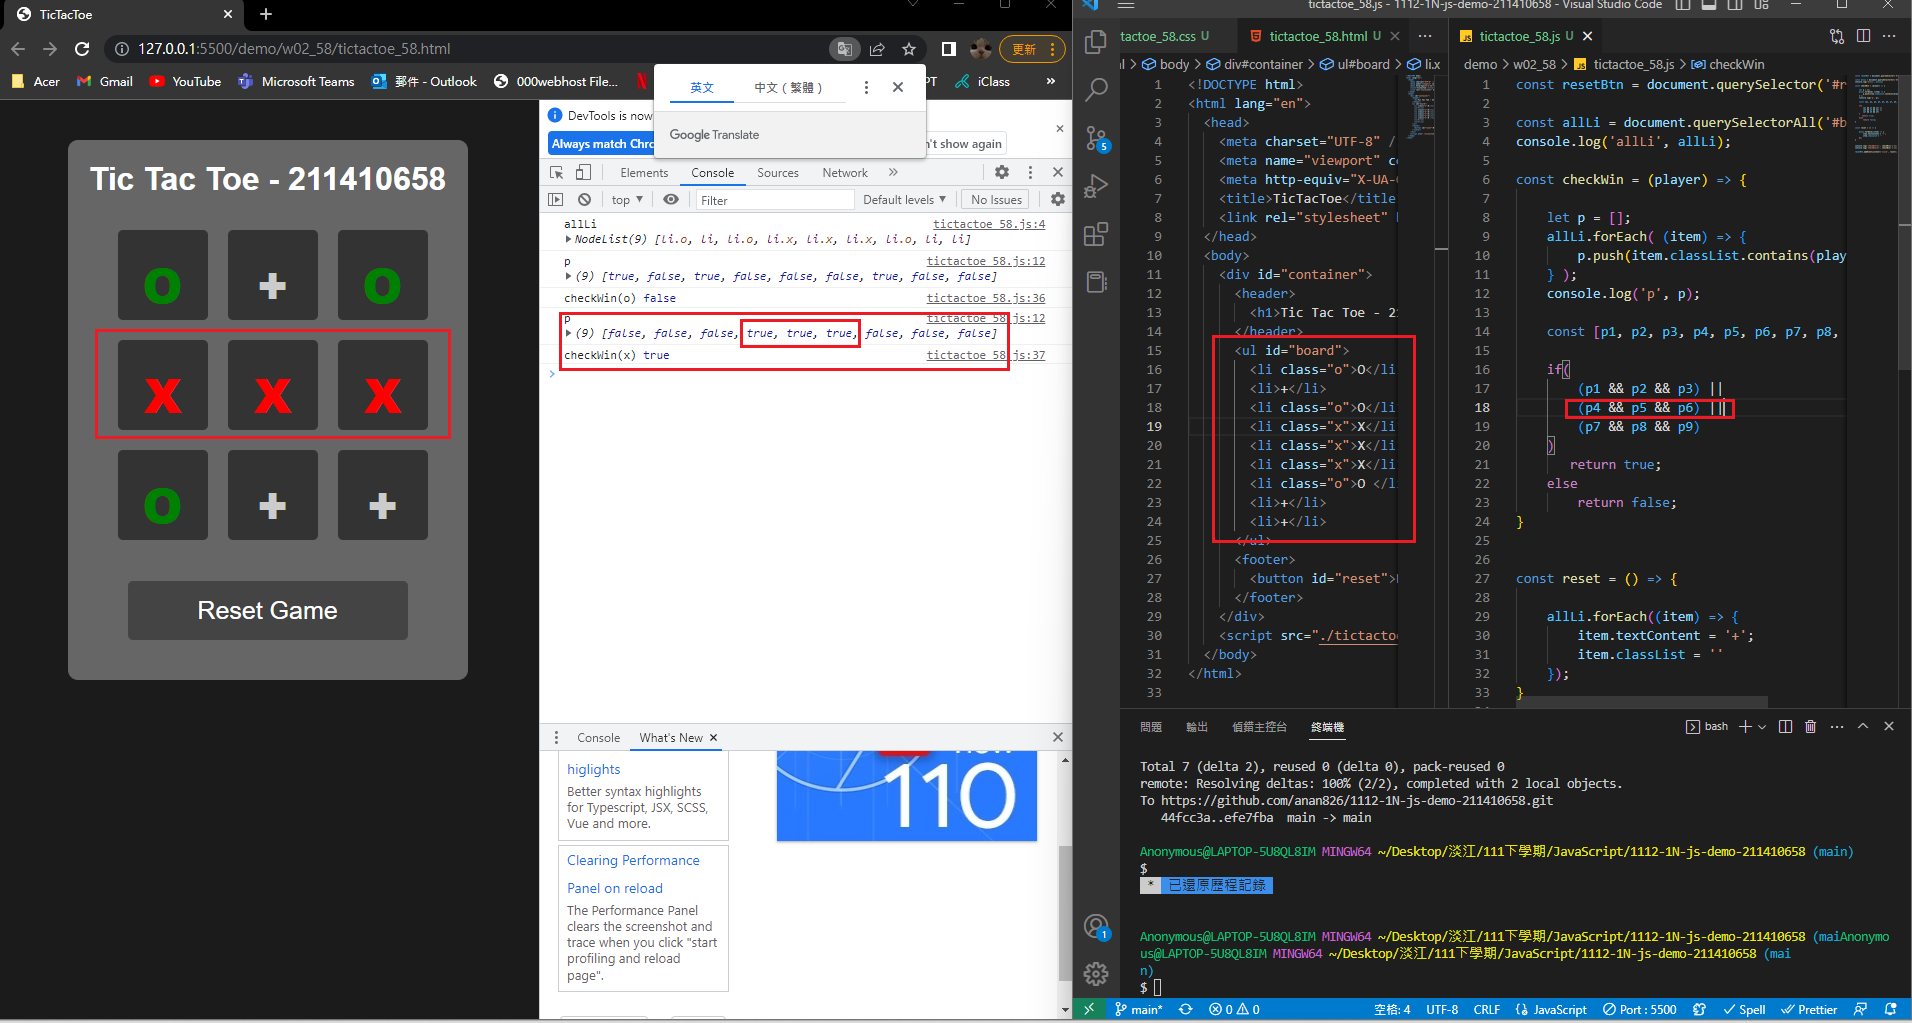 TicTacToe
127.0.0.1:5500/demo/w02_58/tictactoe_58.html
更新
Acer
Gmail
YouTube
Microsoft Teams
郵件 - Outlook
000webhost File...
iClass
»
英文
中文（繁體）
Google Translate
Tic Tac Toe - 211410658
O + O
X X X
O + +
Reset Game
DevTools is now
Always match Chro
n't show again
Elements Console Sources Network »
top ▼ Filter Default levels ▼ No Issues
allLi tictactoe 58.js:4
NodeList(9) [li.o, li, li.o, li.x, li.x, li.x, li.o, li, li]
p tictactoe 58.js:12
(9) [true, false, true, false, false, false, true, false, false]
checkWin(o) false tictactoe 58.js:36
p tictactoe 58.js:12
(9) [false, false, false, true, true, true, false, false, false]
checkWin(x) true tictactoe 58.js:37
Console What's New
higlights
Better syntax highlights
for Typescript, JSX, SCSS,
Vue and more.
Clearing Performance
Panel on reload
The Performance Panel
clears the screenshot and
trace when you click "start
profiling and reload
page".
110
tictactoe_58.js - 1112-1N-js-demo-211410658 - Visual Studio Code
tactoe_58.css U
tictactoe_58.html U
tictactoe_58.js U
body > div#container > ul#board > li.x
1 <!DOCTYPE html>
2 <html lang="en">
3 <head>
4 <meta charset="UTF-8" /
5 <meta name="viewport" co
6 <meta http-equiv="X-UA-
7 <title>TicTacToe</title
8 <link rel="stylesheet"
9 </head>
10 <body>
11 <div id="container">
12 <header>
13 <h1>Tic Tac Toe - 2
14 </header>
15 <ul id="board">
16 <li class="o">O</li
17 <li>+</li>
18 <li class="o">O</li
19 <li class="x">X</li
20 <li class="x">X</li
21 <li class="x">X</li
22 <li class="o">O </li
23 <li>+</li>
24 <li>+</li>
25 </ul>
26 <footer>
27 <button id="reset">
28 </footer>
29 </div>
30 <script src="./tictacto
31 </body>
32 </html>
33
demo > w02_58 > tictactoe_58.js > checkWin
1 const resetBtn = document.querySelector('#r
2
3 const allLi = document.querySelectorAll('#b
4 console.log('allLi', allLi);
5
6 const checkWin = (player) => {
7
8 let p = [];
9 allLi.forEach( (item) => {
10 p.push(item.classList.contains(play
11 } );
12 console.log('p', p);
13
14 const [p1, p2, p3, p4, p5, p6, p7, p8,
15
16 if(
17 (p1 && p2 && p3) ||
18 (p4 && p5 && p6) ||
19 (p7 && p8 && p9)
20 )
21 return true;
22 else
23 return false;
24 }
25
26
27 const reset = () => {
28
29 allLi.forEach((item) => {
30 item.textContent = '+';
31 item.classList = ''
32 });
33 }
問題 輸出 偵錯主控台 終端機
bash
Total 7 (delta 2), reused 0 (delta 0), pack-reused 0
remote: Resolving deltas: 100% (2/2), completed with 2 local objects.
To https://github.com/anan826/1112-1N-js-demo-211410658.git
44fcc3a..efe7fba main -> main
Anonymous@LAPTOP-5U8QL8IM MINGW64 ~/Desktop/淡江/111下學期/JavaScript/1112-1N-js-demo-211410658 (main)
$
* 已還原歷程記錄
Anonymous@LAPTOP-5U8QL8IM MINGW64 ~/Desktop/淡江/111下學期/JavaScript/1112-1N-js-demo-211410658 (maiAnonymo
us@LAPTOP-5U8QL8IM MINGW64 ~/Desktop/淡江/111下學期/JavaScript/1112-1N-js-demo-211410658 (mai
n)
$
5
1
main* 0 0 空格: 4 UTF-8 CRLF JavaScript Port : 5500 Spell Prettier